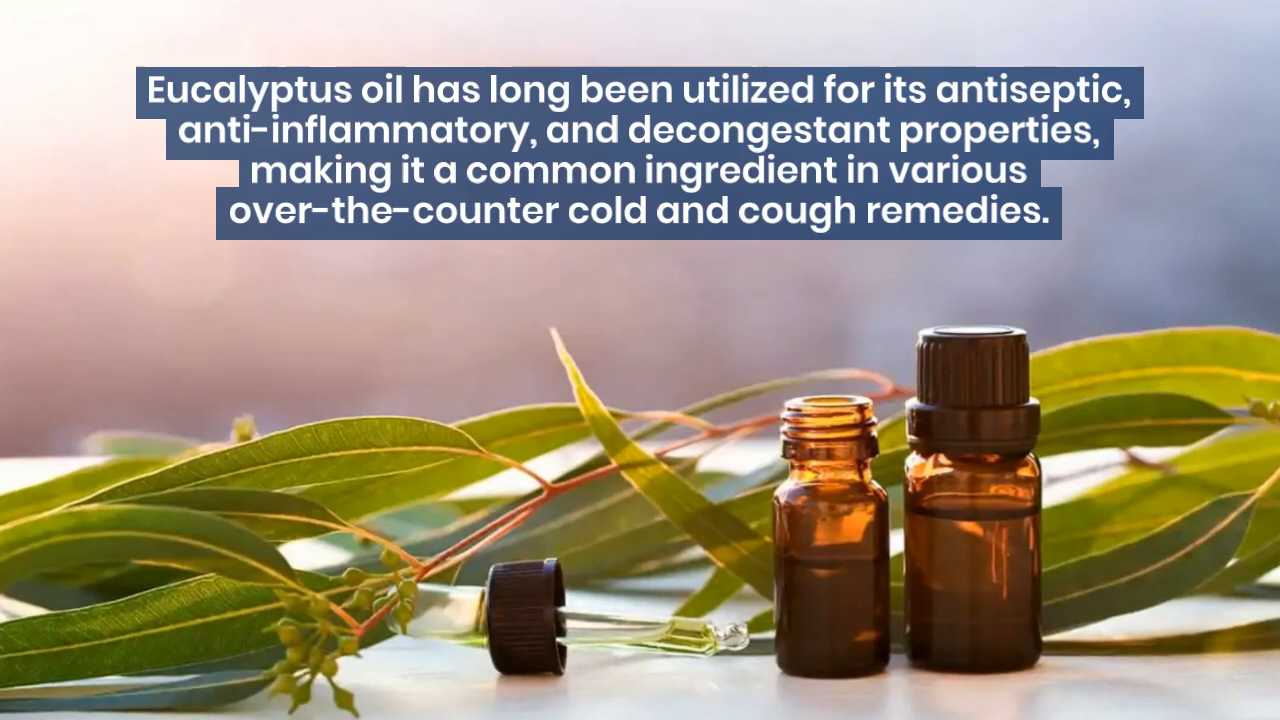 Eucalyptus oil has long been utilized for its antiseptic,
anti-inflammatory, and decongestant properties,
making it a common ingredient in various
over-the-counter cold and cough remedies.